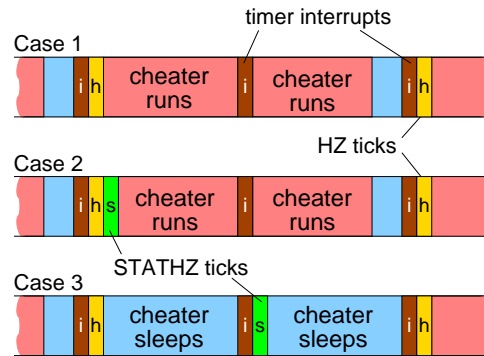 timer interrupts
Case 1
i h cheater runs i cheater runs i h
HZ ticks
Case 2
i h s cheater runs i cheater runs i h
STATHZ ticks
Case 3
i h cheater sleeps i s cheater sleeps i h